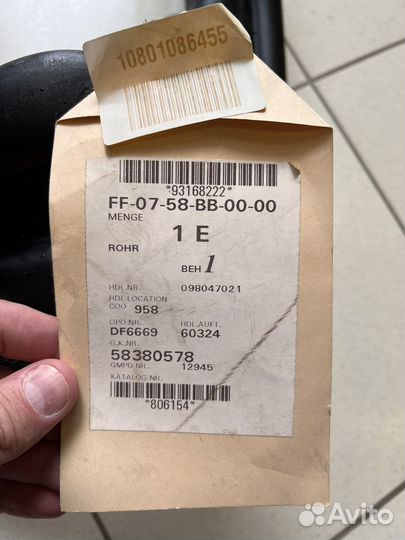 10801086455
*93168222*
FF-07-58-BB-00-00
MENGE
1 E
ROHR
BEH 1
HDL.NR. 098047021
HDL-LOCATION
COO 958
OPO-NR. HDL.AUFT.
DF6669 60324
G.K.NR.
58380578
GMPD-NR. 12945
KATALOG-NR.
*806154*
Avito